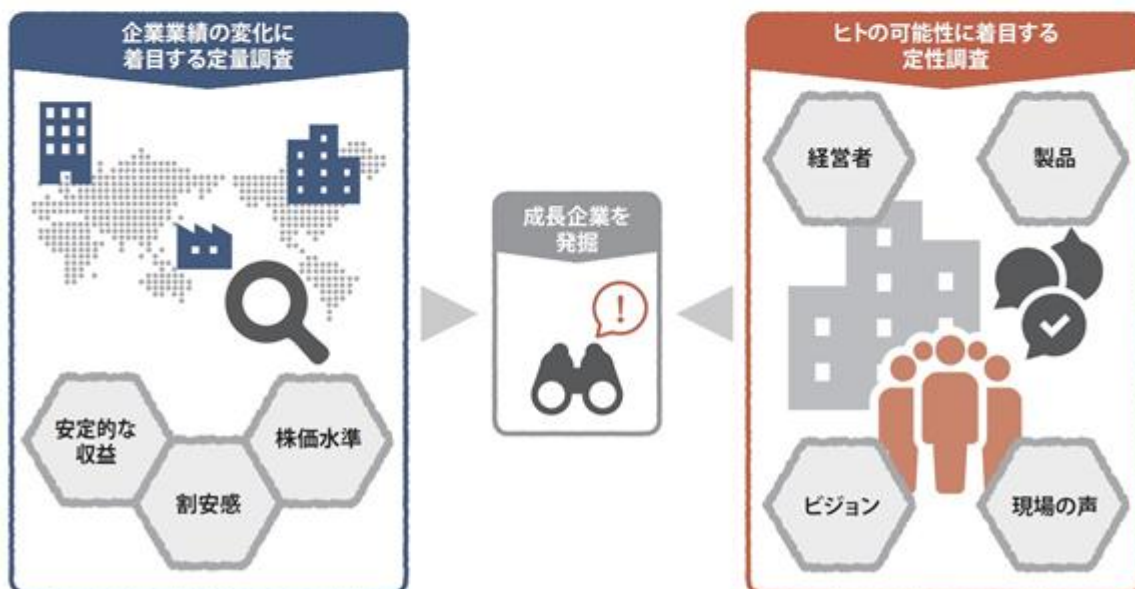 企業業績の変化に
着目する定量調査
安定的な
収益
割安感
株価水準
成長企業を
発掘
!
ヒトの可能性に着目する
定性調査
経営者
製品
ビジョン
現場の声